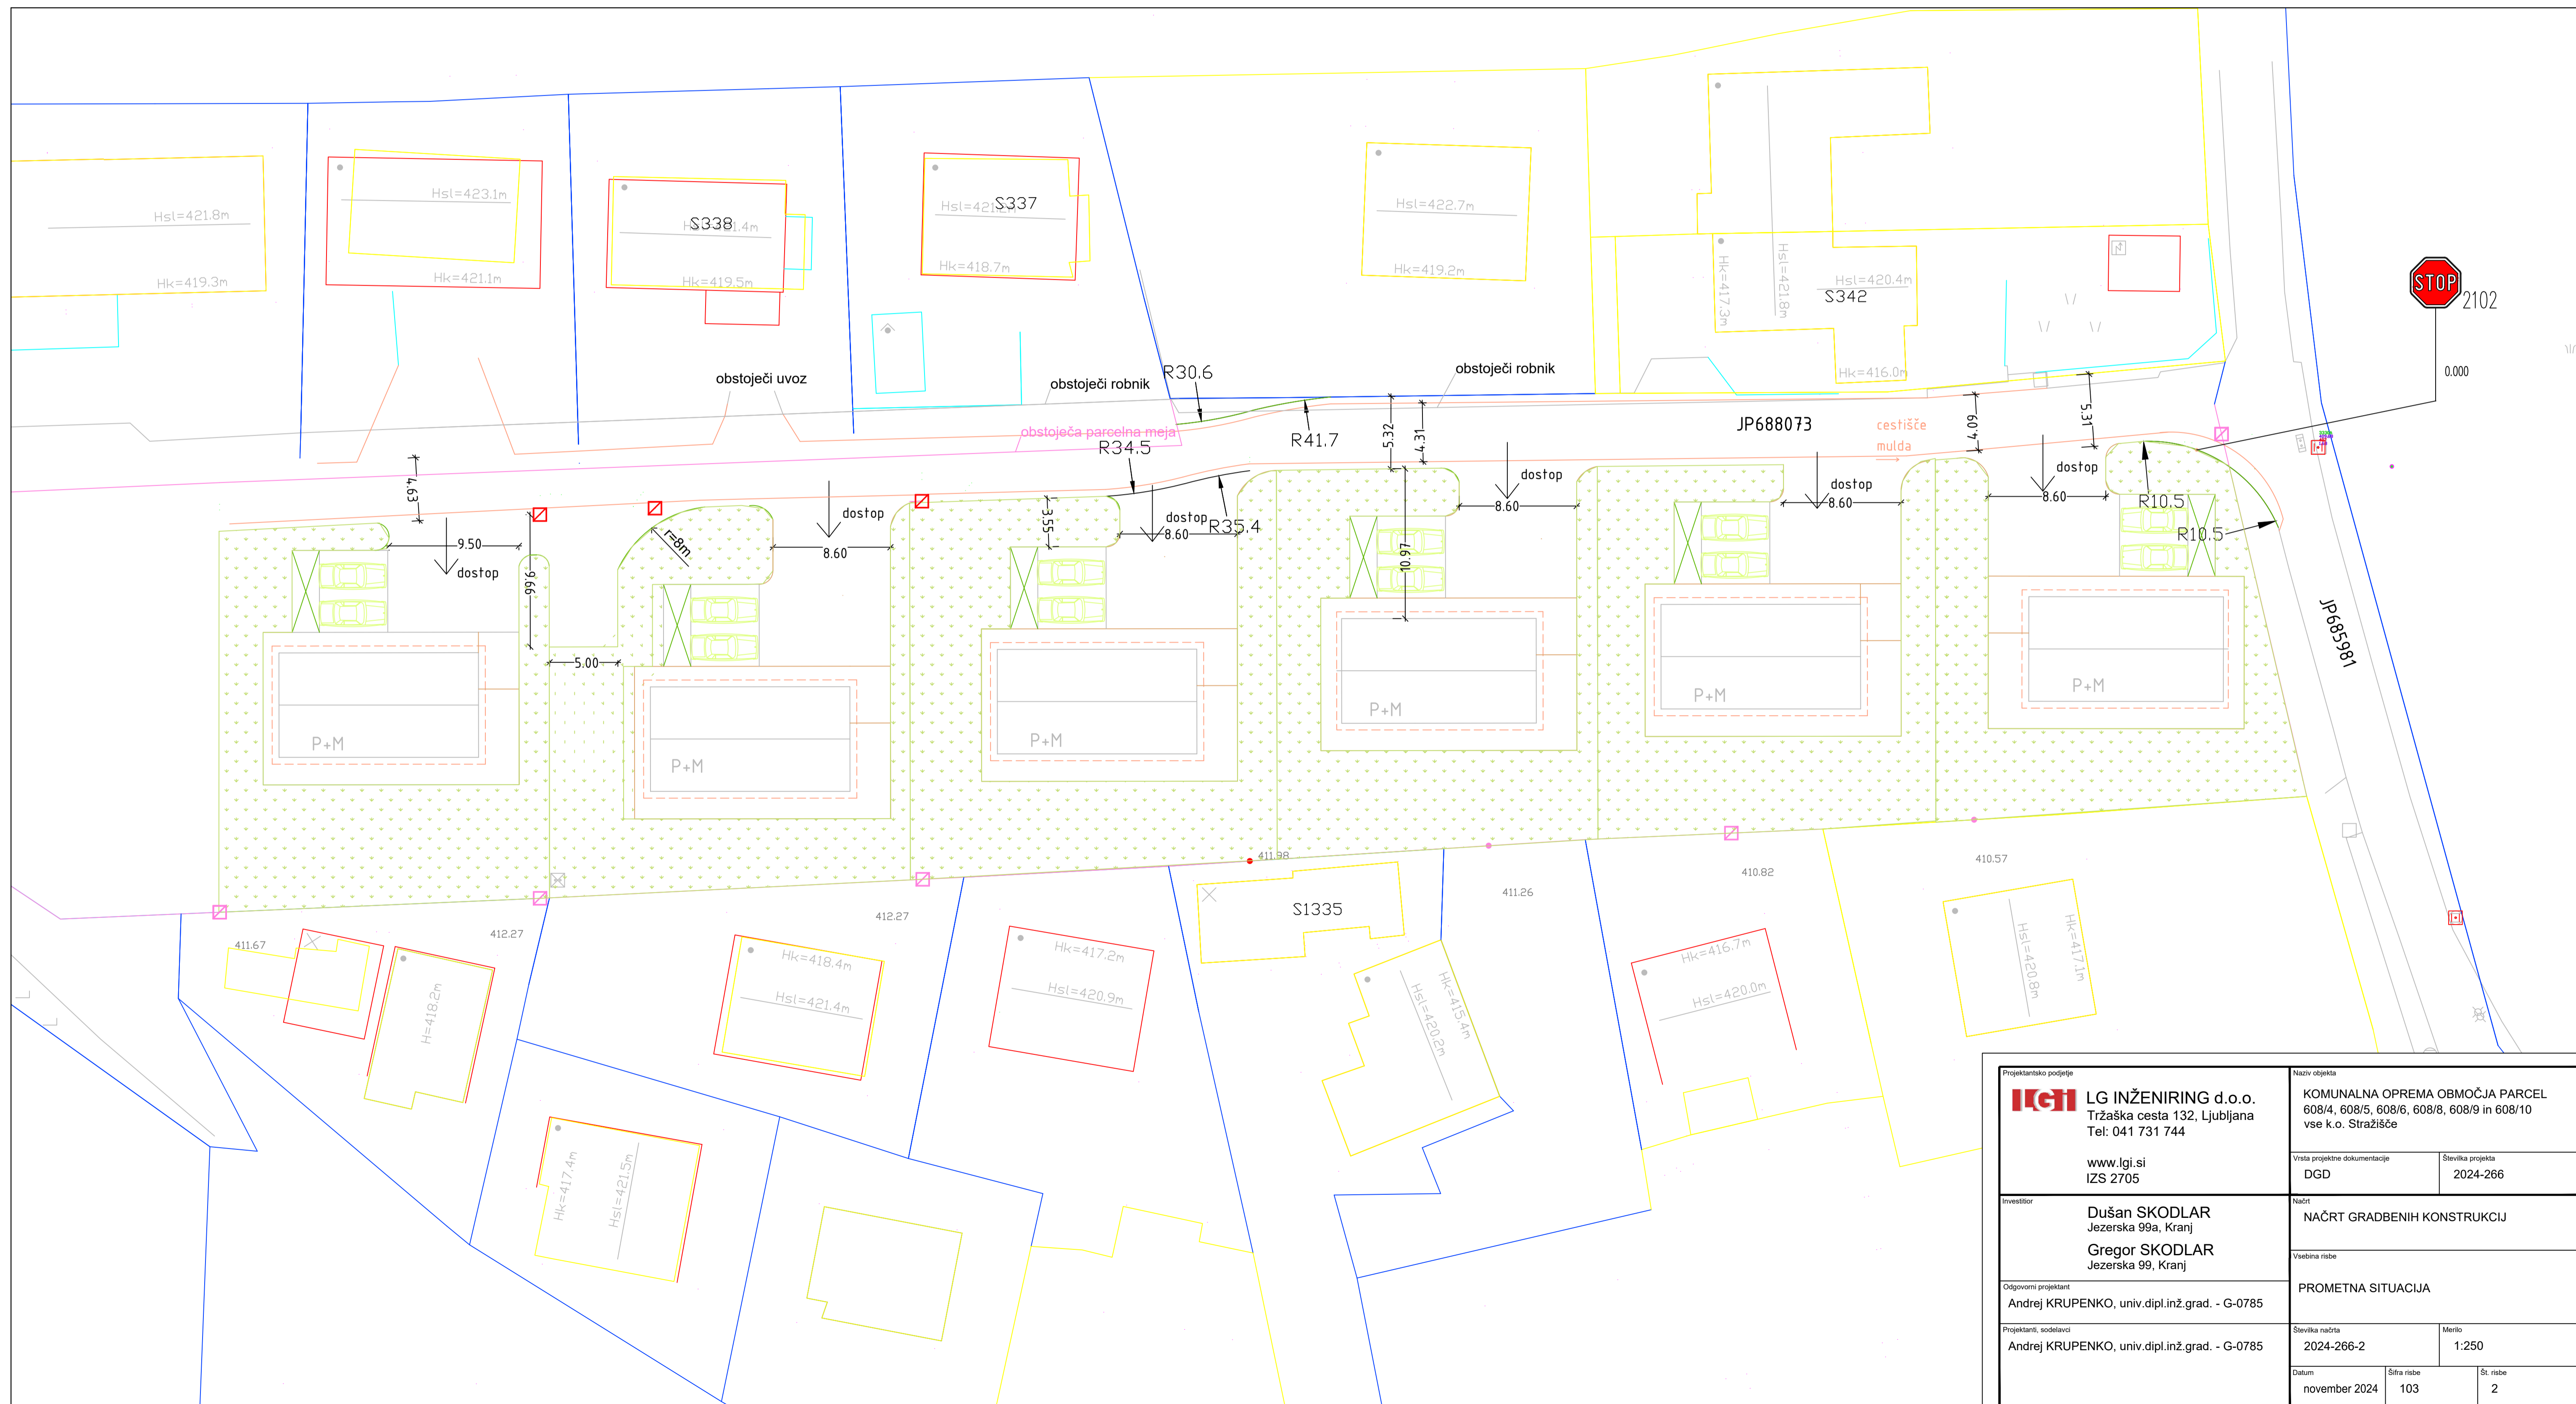 Hsl=421.8m
Hk=419.3m
Hsl=423.1m
Hk=421.1m
S338
Hk=419.5m
S337
Hk=418.7m
Hsl=422.7m
Hk=419.2m
Hk=417.3m
Hsl=421.8m
Hsl=420.4m
S342
Hk=416.0m
STOP
2102
0.000
obstoječi uvoz
obstoječi robnik
R30.6
obstoječi robnik
obstoječa parcelna meja
R34.5
R41.7
5.32
4.31
JP688073
cestišče
mulda
4.09
5.31
4.63
9.50
dostop
9.66
r=8m
dostop
8.60
3.55
dostop
8.60
R35.4
10.97
dostop
8.60
dostop
8.60
dostop
8.60
R10.5
R10.5
JP685981
5.00
P+M
P+M
P+M
P+M
P+M
P+M
411.67
412.27
412.27
411.98
411.26
410.82
410.57
S1335
H=418.2m
Hk=418.4m
Hsl=421.4m
Hk=417.2m
Hsl=420.9m
Hsl=420.2m
Hk=415.4m
Hk=416.7m
Hsl=420.0m
Hsl=420.8m
Hk=417.1m
Hk=417.4m
Hsl=421.5m
Projektantsko podjetje
LGi
LG INŽENIRING d.o.o.
Tržaška cesta 132, Ljubljana
Tel: 041 731 744
www.lgi.si
IZS 2705
Naziv objekta
KOMUNALNA OPREMA OBMOČJA PARCEL
608/4, 608/5, 608/6, 608/8, 608/9 in 608/10
vse k.o. Stražišče
Vrsta projektne dokumentacije
DGD
Številka projekta
2024-266
Investitior
Dušan SKODLAR
Jezerska 99a, Kranj
Gregor SKODLAR
Jezerska 99, Kranj
Načrt
NAČRT GRADBENIH KONSTRUKCIJ
Vsebina risbe
PROMETNA SITUACIJA
Odgovorni projektant
Andrej KRUPENKO, univ.dipl.inž.grad. - G-0785
Projektanti, sodelavci
Andrej KRUPENKO, univ.dipl.inž.grad. - G-0785
Številka načrta
2024-266-2
Merilo
1:250
Datum
november 2024
Šifra risbe
103
Št. risbe
2